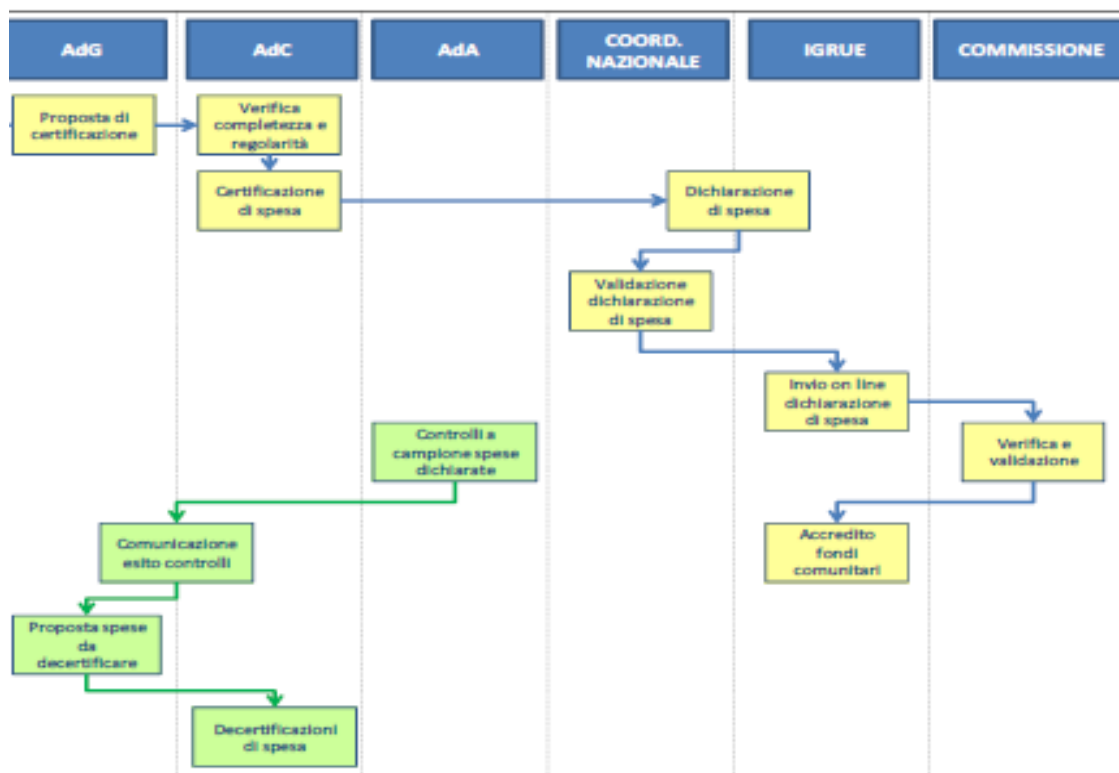 AdG
AdC
AdA
COORD.
NAZIONALE
IGRUE
COMMISSIONE
Proposta di
certificazione
Verifica
completezza e
regolarità
Certificazione
di spesa
Dichiarazione
di spesa
Validazione
dichiarazione
di spesa
Invio on line
dichiarazione
di spesa
Controlli a
campione spese
dichiarate
Verifica e
validazione
Comunicazione
esito controlli
Accredito
fondi
comunitari
Proposta spese
da
decertificare
Decertificazioni
di spesa